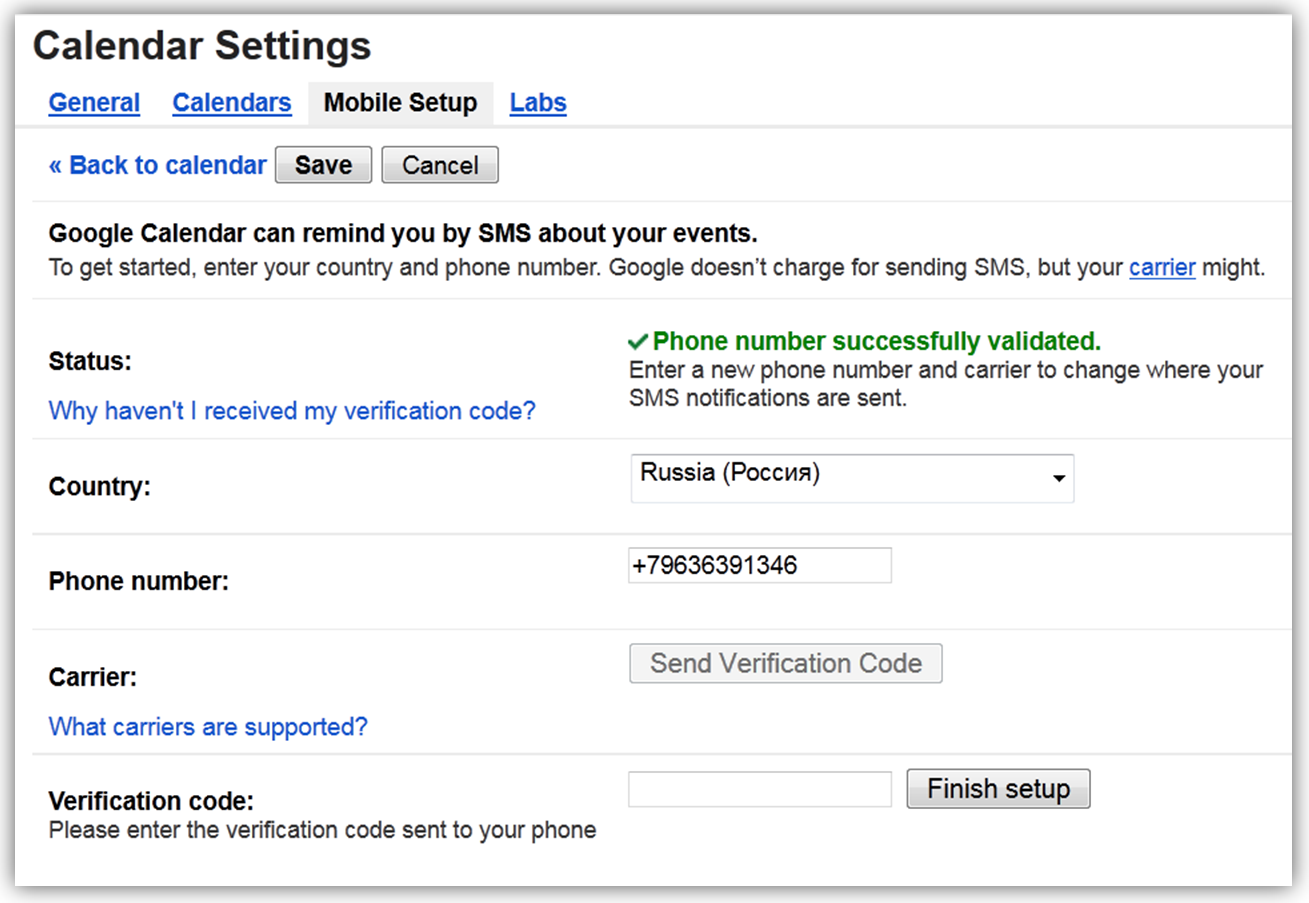 Calendar Settings
General Calendars Mobile Setup Labs
« Back to calendar Save Cancel
Google Calendar can remind you by SMS about your events.
To get started, enter your country and phone number. Google doesn’t charge for sending SMS, but your carrier might.
Status:
Why haven't I received my verification code?
Phone number successfully validated.
Enter a new phone number and carrier to change where your
SMS notifications are sent.
Country:
Russia (Россия)
Phone number:
+79636391346
Carrier:
Send Verification Code
What carriers are supported?
Verification code:
Please enter the verification code sent to your phone
Finish setup